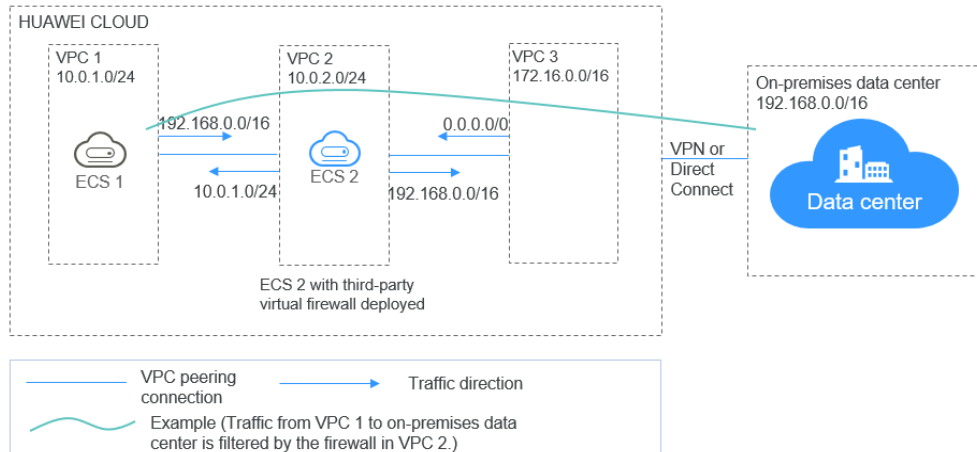 HUAWEI CLOUD
VPC 1
10.0.1.0/24
VPC 2
10.0.2.0/24
VPC 3
172.16.0.0/16
On-premises data center
192.168.0.0/16
192.168.0.0/16
0.0.0.0/0
ECS 1
ECS 2
10.0.1.0/24
192.168.0.0/16
VPN or
Direct
Connect
Data center
ECS 2 with third-party
virtual firewall deployed
VPC peering
connection
Traffic direction
Example (Traffic from VPC 1 to on-premises data
center is filtered by the firewall in VPC 2.)